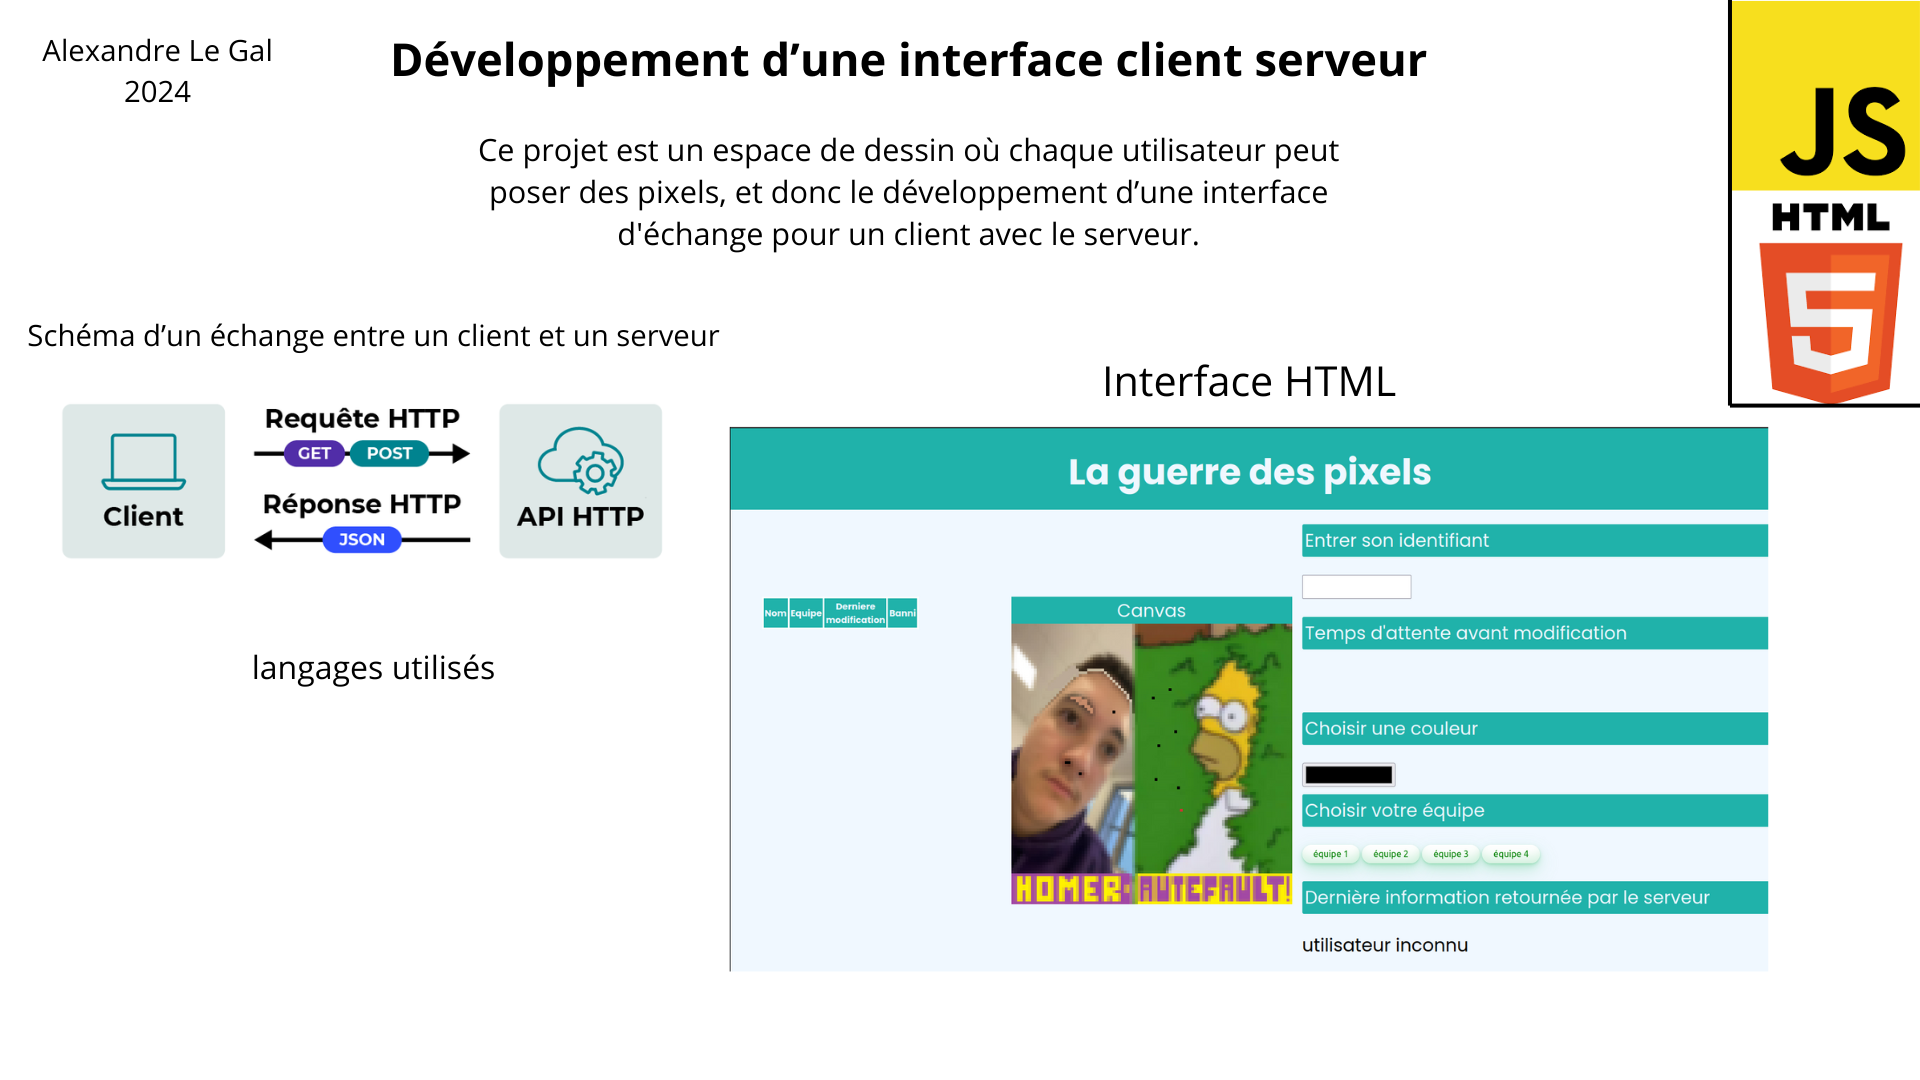 Alexandre Le Gal
2024
Développement d’une interface client serveur
Ce projet est un espace de dessin où chaque utilisateur peut
poser des pixels, et donc le développement d’une interface
d'échange pour un client avec le serveur.
JS
HTML
5
Schéma d’un échange entre un client et un serveur
Client
Requête HTTP
GET POST
Réponse HTTP
JSON
API HTTP
langages utilisés
Interface HTML
La guerre des pixels
Nom Equipe Derniere modification Banni
Canvas
HOMER: AUTEFAULT!
Entrer son identifiant
Temps d'attente avant modification
Choisir une couleur
Choisir votre équipe
équipe 1 équipe 2 équipe 3 équipe 4
Dernière information retournée par le serveur
utilisateur inconnu